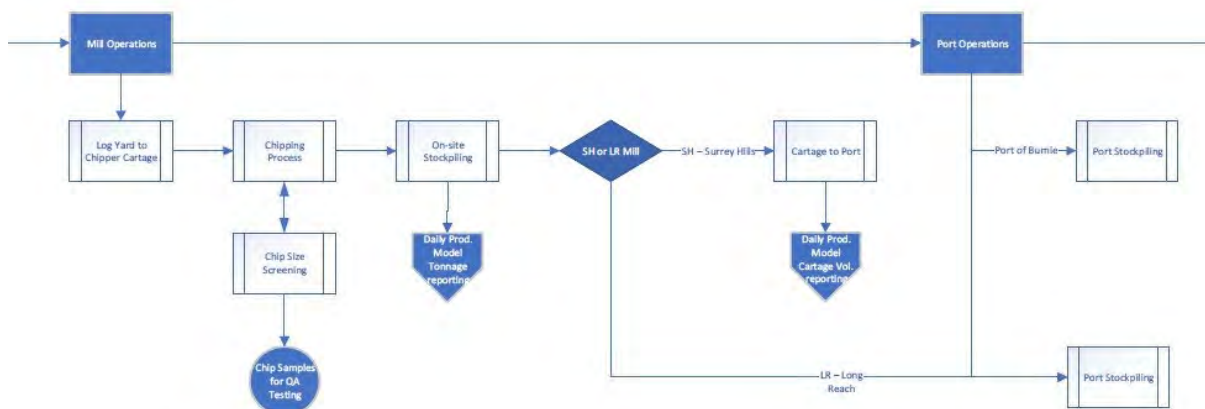 Mill Operations
Port Operations
Log Yard to
Chipper Cartage
Chipping
Process
On-site
Stockpiling
SH or LR Mill
SH – Surrey Hills
Cartage to Port
Port of Burnie
Port Stockpiling
Chip Size
Screening
Daily Prod.
Model
Tonnage
reporting
Daily Prod.
Model
Cartage Vol.
reporting
Chip Samples
for QA
Testing
LR – Long
Reach
Port Stockpiling